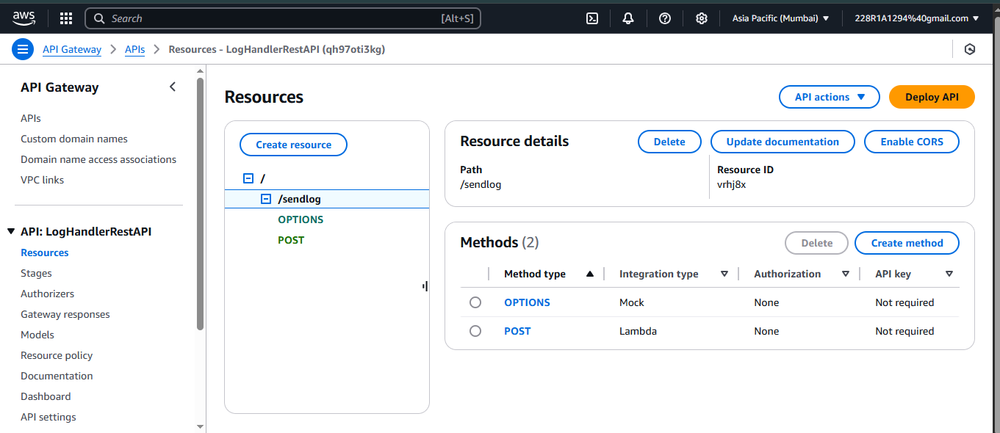 aws
Search [Alt+S] Asia Pacific (Mumbai) 228R1A1294%40gmail.com
API Gateway APIs Resources - LogHandlerRestAPI (qh97oti3kg)
API Gateway
APIs
Custom domain names
Domain name access associations
VPC links
API: LogHandlerRestAPI
Resources
Stages
Authorizers
Gateway responses
Models
Resource policy
Documentation
Dashboard
API settings
Resources
API actions Deploy API
Create resource
/
/sendlog
OPTIONS
POST
Resource details
Delete Update documentation Enable CORS
Path
/sendlog
Resource ID
vrhj8x
Methods (2)
Delete Create method
Method type Integration type Authorization API key
OPTIONS Mock None Not required
POST Lambda None Not required